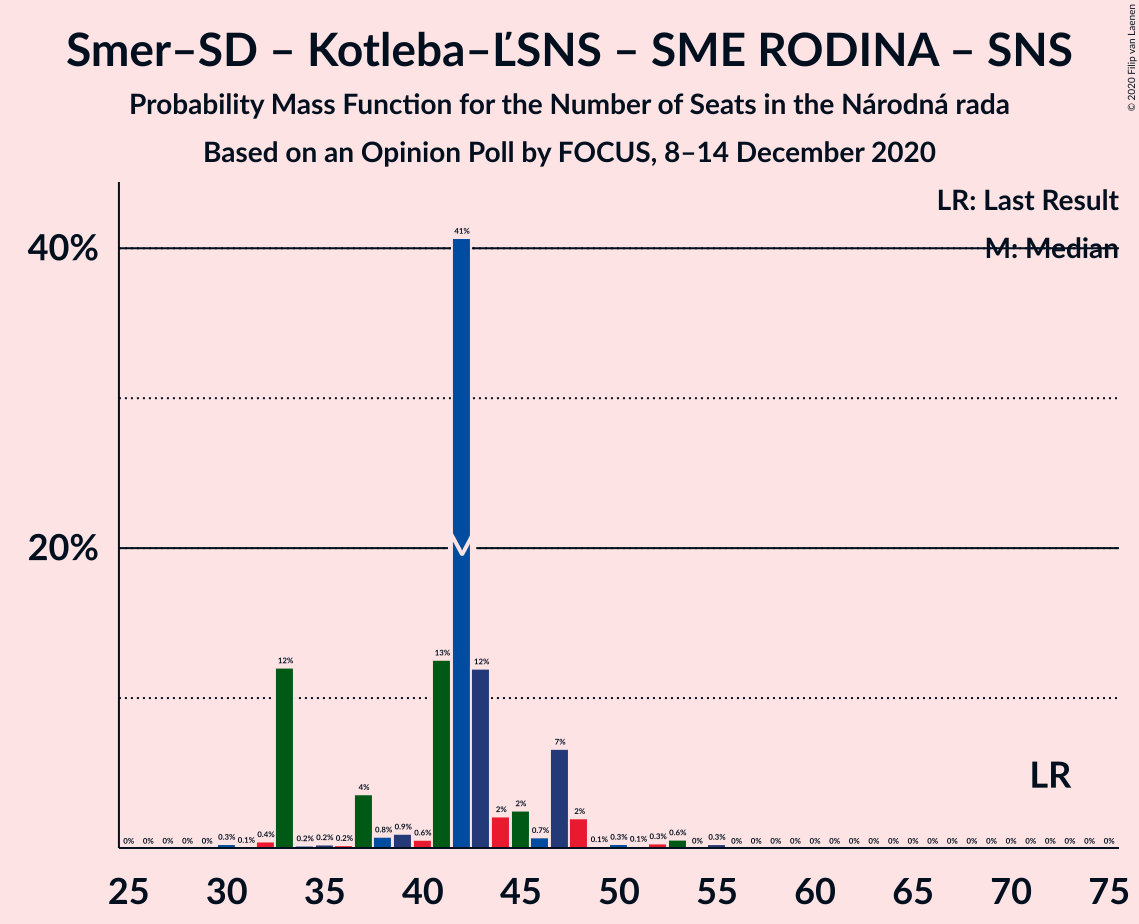 Smer–SD – Kotleba–ĽSNS – SME RODINA – SNS
Probability Mass Function for the Number of Seats in the Národná rada
Based on an Opinion Poll by FOCUS, 8–14 December 2020
© 2020 Filip van Laenen
LR: Last Result
M: Median
40%
20%
41%
12% 13% 12%
7%
4%
2% 2% 2%
0% 0% 0% 0% 0% 0.3% 0.1% 0.4% 0.2% 0.2% 0.2% 0.8% 0.9% 0.6% 0.7% 0.1% 0.3% 0.1% 0.3% 0.6% 0% 0.3% 0% 0% 0% 0% 0% 0% 0% 0% 0% 0% 0% 0% 0% 0% 0% 0% 0% 0% 0% 0%
LR
25 30 35 40 45 50 55 60 65 70 75